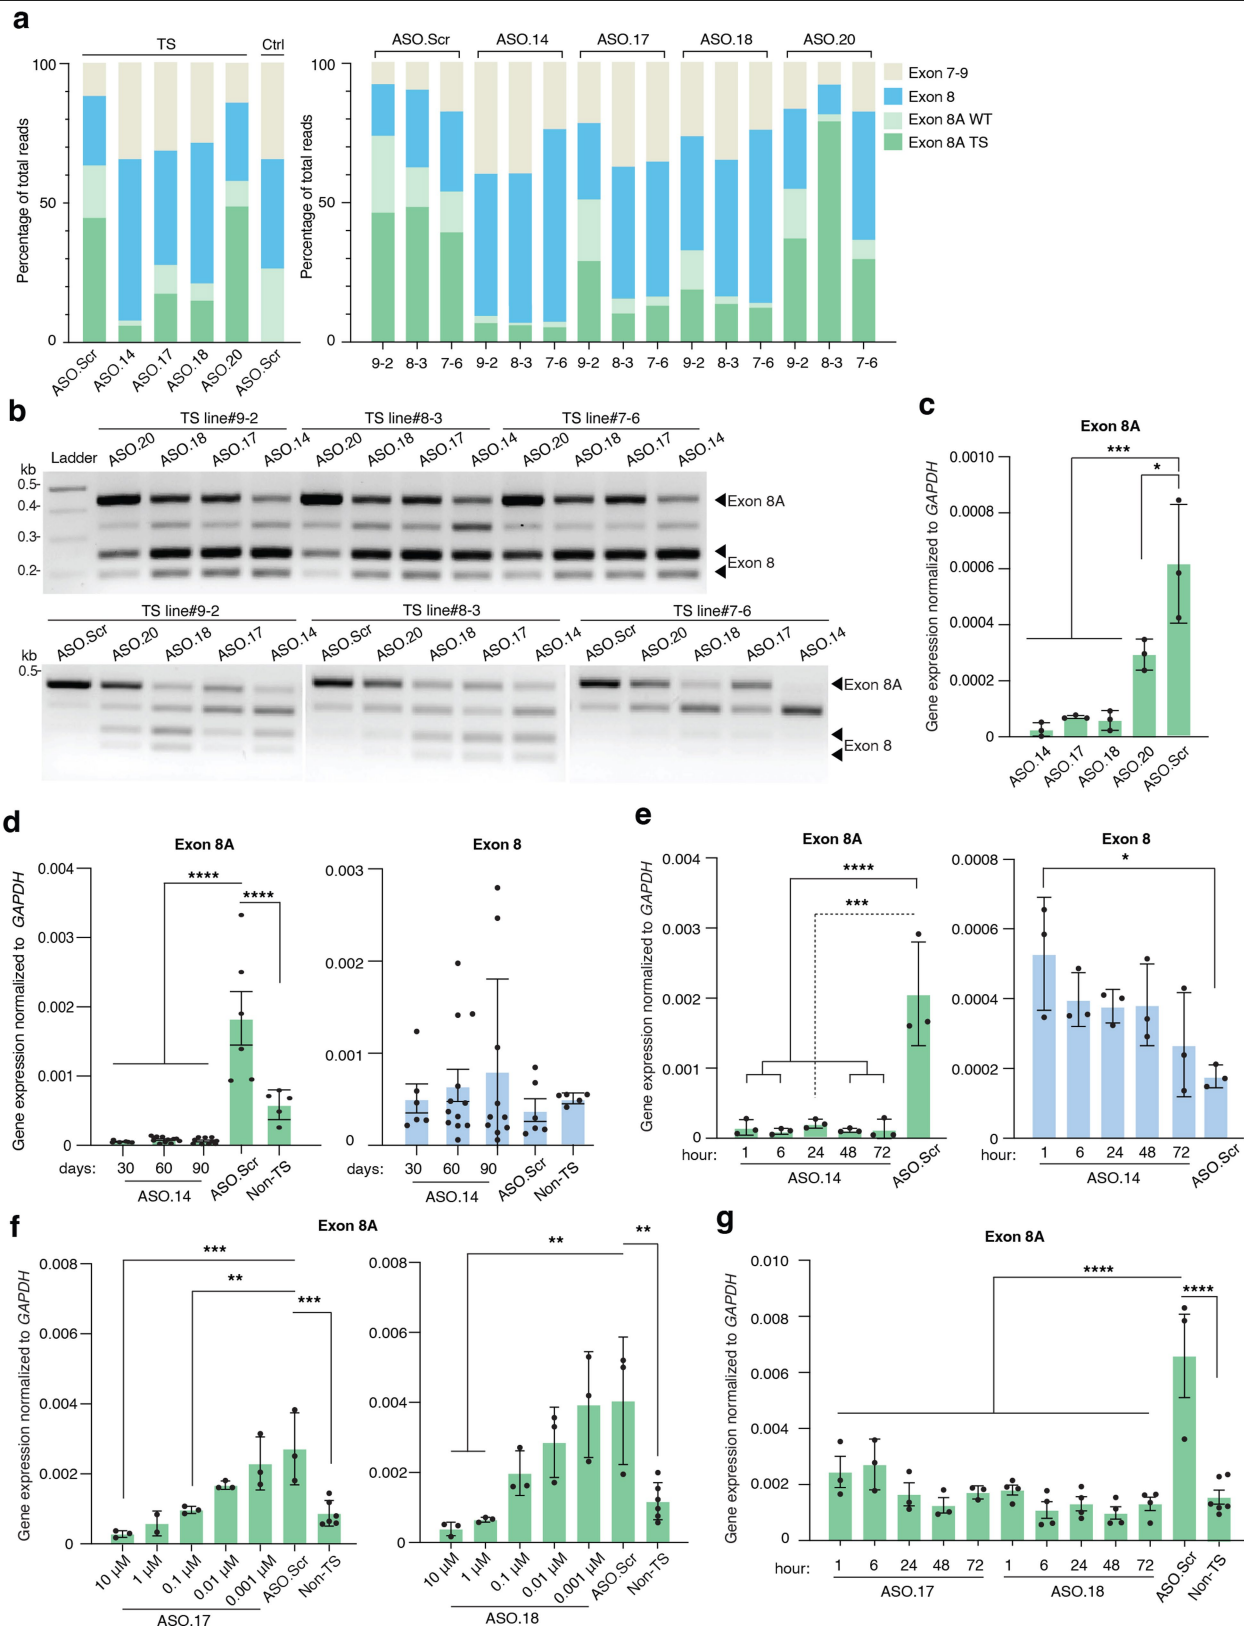 a
TS
Ctrl
ASO.Scr
ASO.14
ASO.17
ASO.18
ASO.20
Exon 7-9
Exon 8
Exon 8A WT
Exon 8A TS
Percentage of total reads
100
50
0
ASO.Scr
ASO.14
ASO.17
ASO.18
ASO.20
ASO.Scr
Percentage of total reads
100
50
0
9-2 8-3 7-6 9-2 8-3 7-6 9-2 8-3 7-6 9-2 8-3 7-6 9-2 8-3 7-6
b
TS line#9-2 TS line#8-3 TS line#7-6
Ladder ASO.20 ASO.18 ASO.17 ASO.14 ASO.20 ASO.18 ASO.17 ASO.14 ASO.20 ASO.18 ASO.17 ASO.14
kb
0.5-
0.4-
0.3-
0.2-
Exon 8A
Exon 8
TS line#9-2 TS line#8-3 TS line#7-6
ASO.Scr ASO.20 ASO.18 ASO.17 ASO.14 ASO.Scr ASO.20 ASO.18 ASO.17 ASO.14 ASO.Scr ASO.20 ASO.18 ASO.17 ASO.14
kb
0.5-
Exon 8A
Exon 8
c
Exon 8A
Gene expression normalized to GAPDH
0.0010
0.0008
0.0006
0.0004
0.0002
0
***
*
ASO.14
ASO.17
ASO.18
ASO.20
ASO.Scr
d
Exon 8A
Gene expression normalized to GAPDH
0.004
0.003
0.002
0.001
0
****
****
days: 30 60 90 ASO.Scr Non-TS
ASO.14
Exon 8
0.003
0.002
0.001
0
days: 30 60 90 ASO.Scr Non-TS
ASO.14
e
Exon 8A
Gene expression normalized to GAPDH
0.004
0.003
0.002
0.001
0
****
***
hour: 1 6 24 48 72 ASO.Scr
ASO.14
Exon 8
0.0008
0.0006
0.0004
0.0002
0
*
hour: 1 6 24 48 72 ASO.Scr
ASO.14
f
Exon 8A
Gene expression normalized to GAPDH
0.008
0.006
0.004
0.002
0
***
**
***
10 µM 1 µM 0.1 µM 0.01 µM 0.001 µM ASO.Scr Non-TS
ASO.17
0.008
0.006
0.004
0.002
0
**
**
10 µM 1 µM 0.1 µM 0.01 µM 0.001 µM ASO.Scr Non-TS
ASO.18
g
Exon 8A
Gene expression normalized to GAPDH
0.010
0.008
0.006
0.004
0.002
0
****
****
hour: 1 6 24 48 72 1 6 24 48 72 ASO.Scr Non-TS
ASO.17 ASO.18